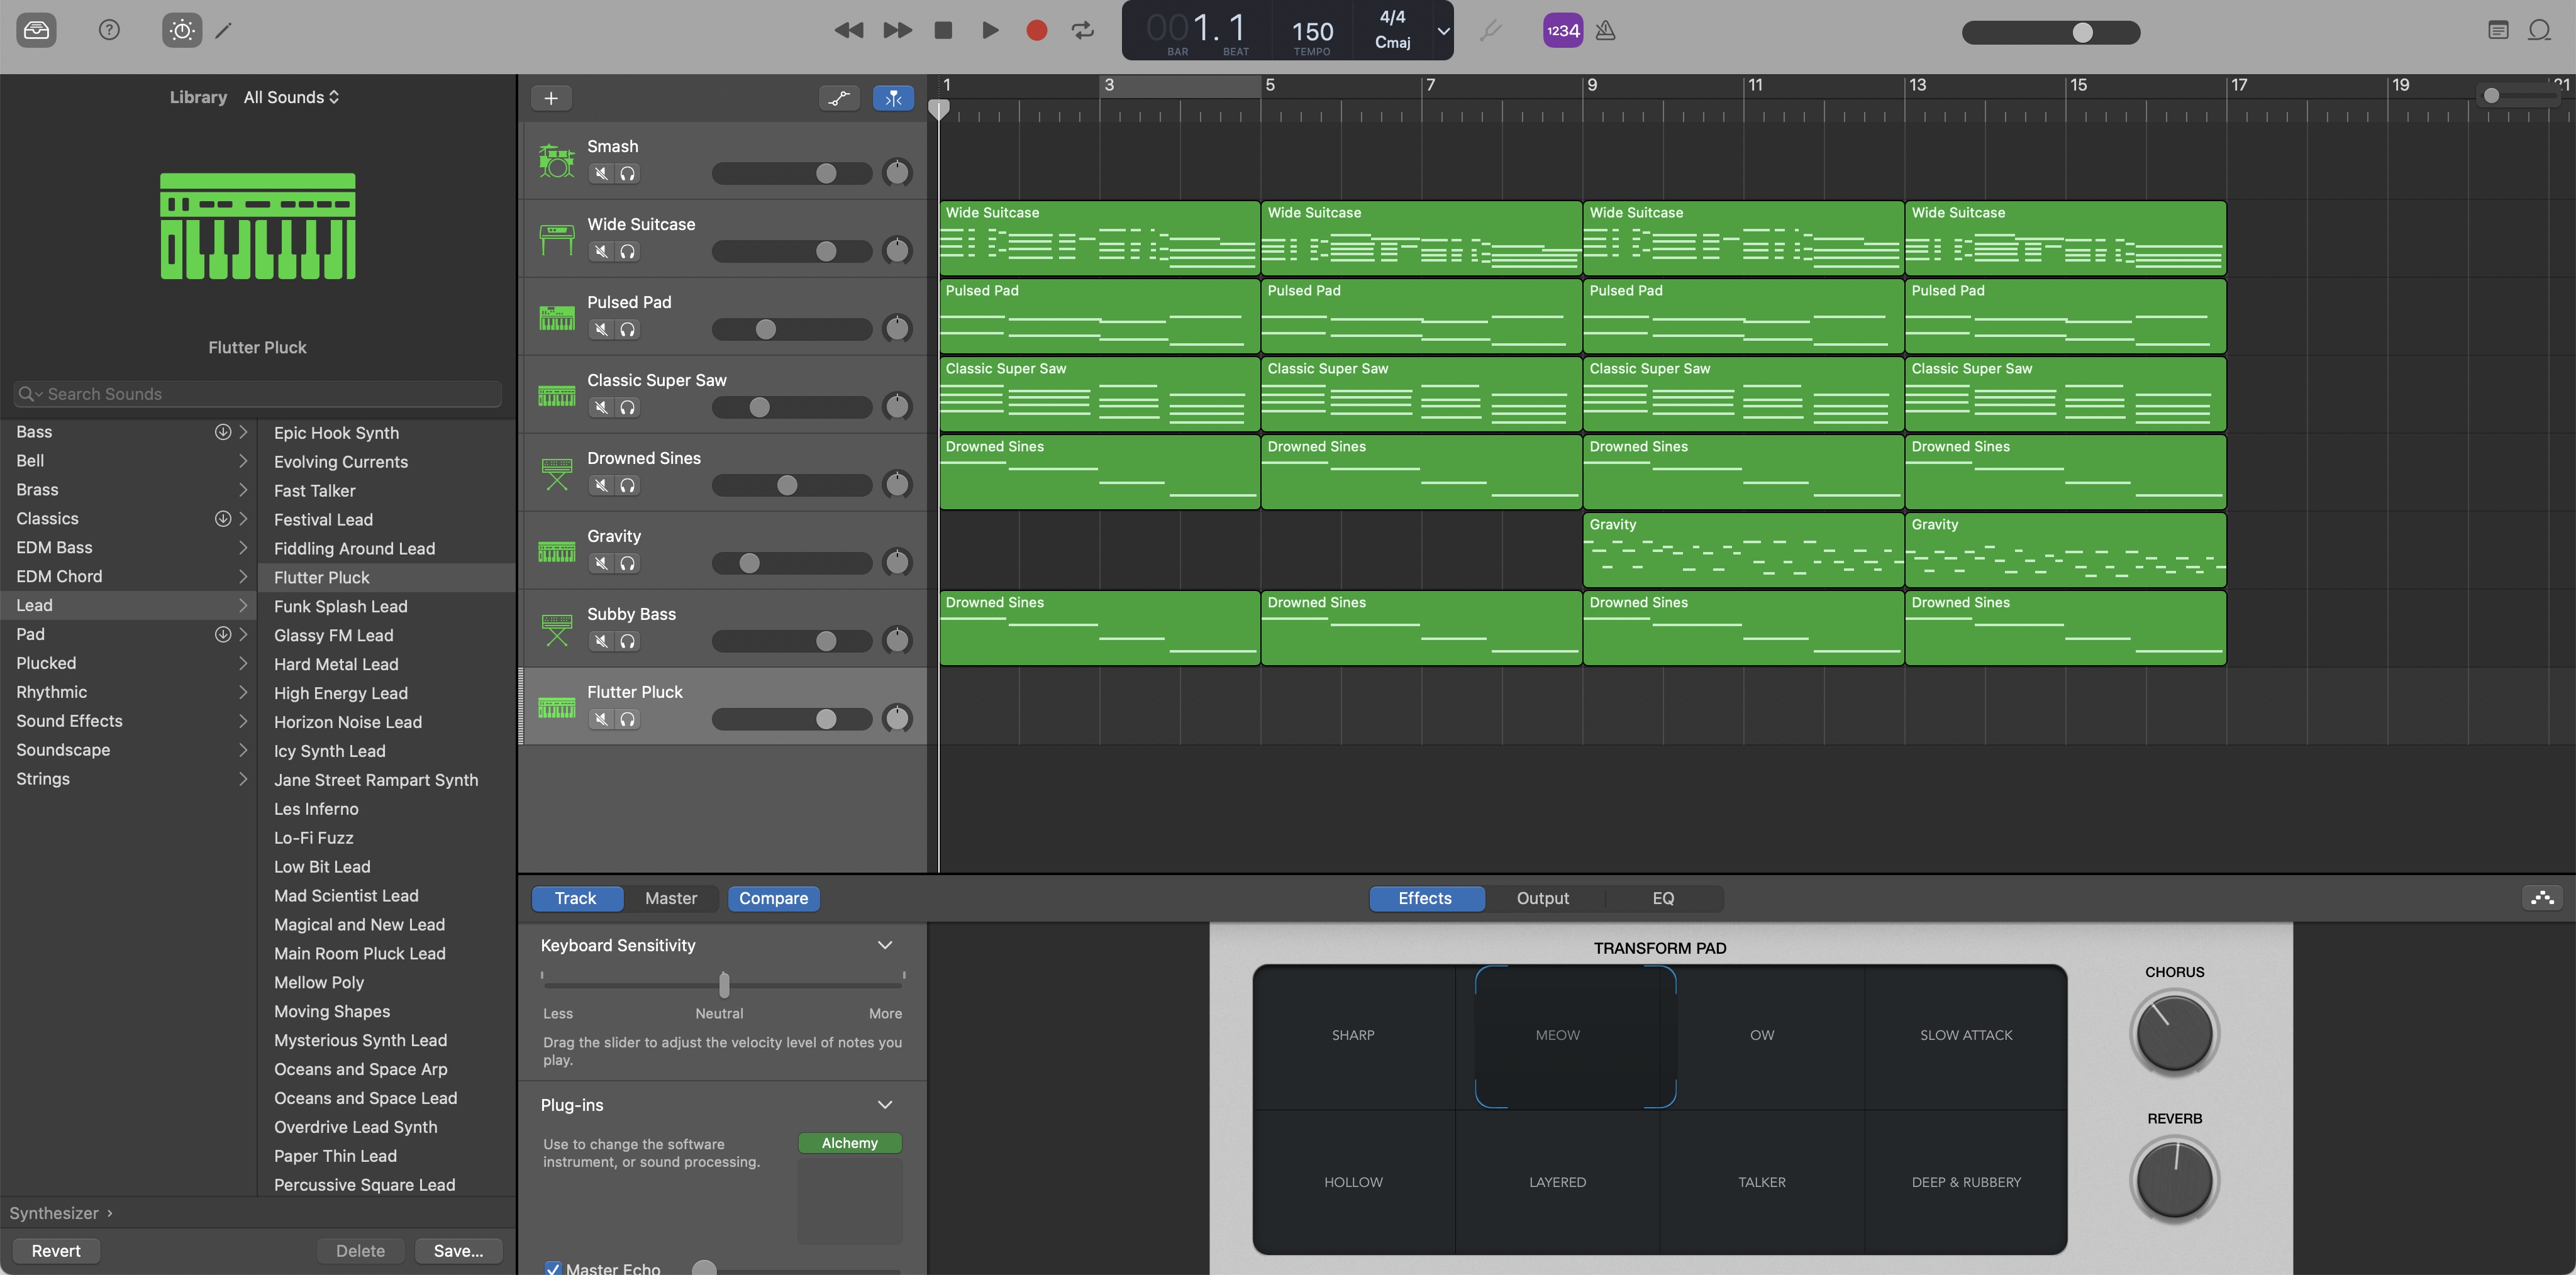 001.1
BAR
BEAT
150
TEMPO
4/4
Cmaj
1234
Library
All Sounds
Flutter Pluck
Search Sounds
Bass
Bell
Brass
Classics
EDM Bass
EDM Chord
Lead
Pad
Plucked
Rhythmic
Sound Effects
Soundscape
Strings
Epic Hook Synth
Evolving Currents
Fast Talker
Festival Lead
Fiddling Around Lead
Flutter Pluck
Funk Splash Lead
Glassy FM Lead
Hard Metal Lead
High Energy Lead
Horizon Noise Lead
Icy Synth Lead
Jane Street Rampart Synth
Les Inferno
Lo-Fi Fuzz
Low Bit Lead
Mad Scientist Lead
Magical and New Lead
Main Room Pluck Lead
Mellow Poly
Moving Shapes
Mysterious Synth Lead
Oceans and Space Arp
Oceans and Space Lead
Overdrive Lead Synth
Paper Thin Lead
Percussive Square Lead
Synthesizer ›
Revert
Delete
Save...
1 3 5 7 9 11 13 15 17 19 21
Smash
Wide Suitcase
Wide Suitcase Wide Suitcase Wide Suitcase Wide Suitcase
Pulsed Pad
Pulsed Pad Pulsed Pad Pulsed Pad Pulsed Pad
Classic Super Saw
Classic Super Saw Classic Super Saw Classic Super Saw Classic Super Saw
Drowned Sines
Drowned Sines Drowned Sines Drowned Sines Drowned Sines
Gravity
Gravity Gravity
Subby Bass
Drowned Sines Drowned Sines Drowned Sines Drowned Sines
Flutter Pluck
Track
Master
Compare
Effects
Output
EQ
Keyboard Sensitivity
Less
Neutral
More
Drag the slider to adjust the velocity level of notes you
play.
Plug-ins
Use to change the software
instrument, or sound processing.
Alchemy
Master Echo
TRANSFORM PAD
SHARP
MEOW
OW
SLOW ATTACK
HOLLOW
LAYERED
TALKER
DEEP & RUBBERY
CHORUS
REVERB